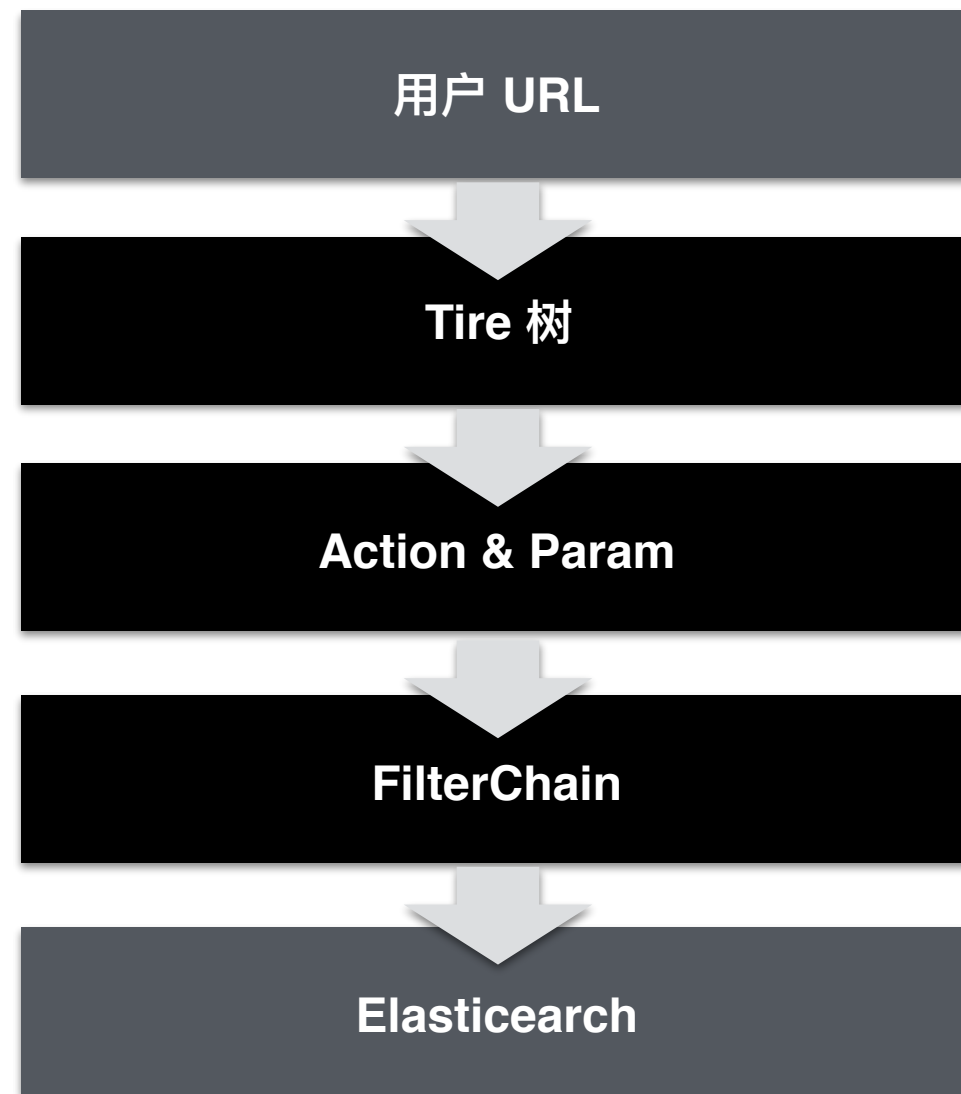 用户 URL
Tire 树
Action & Param
FilterChain
Elasticearch